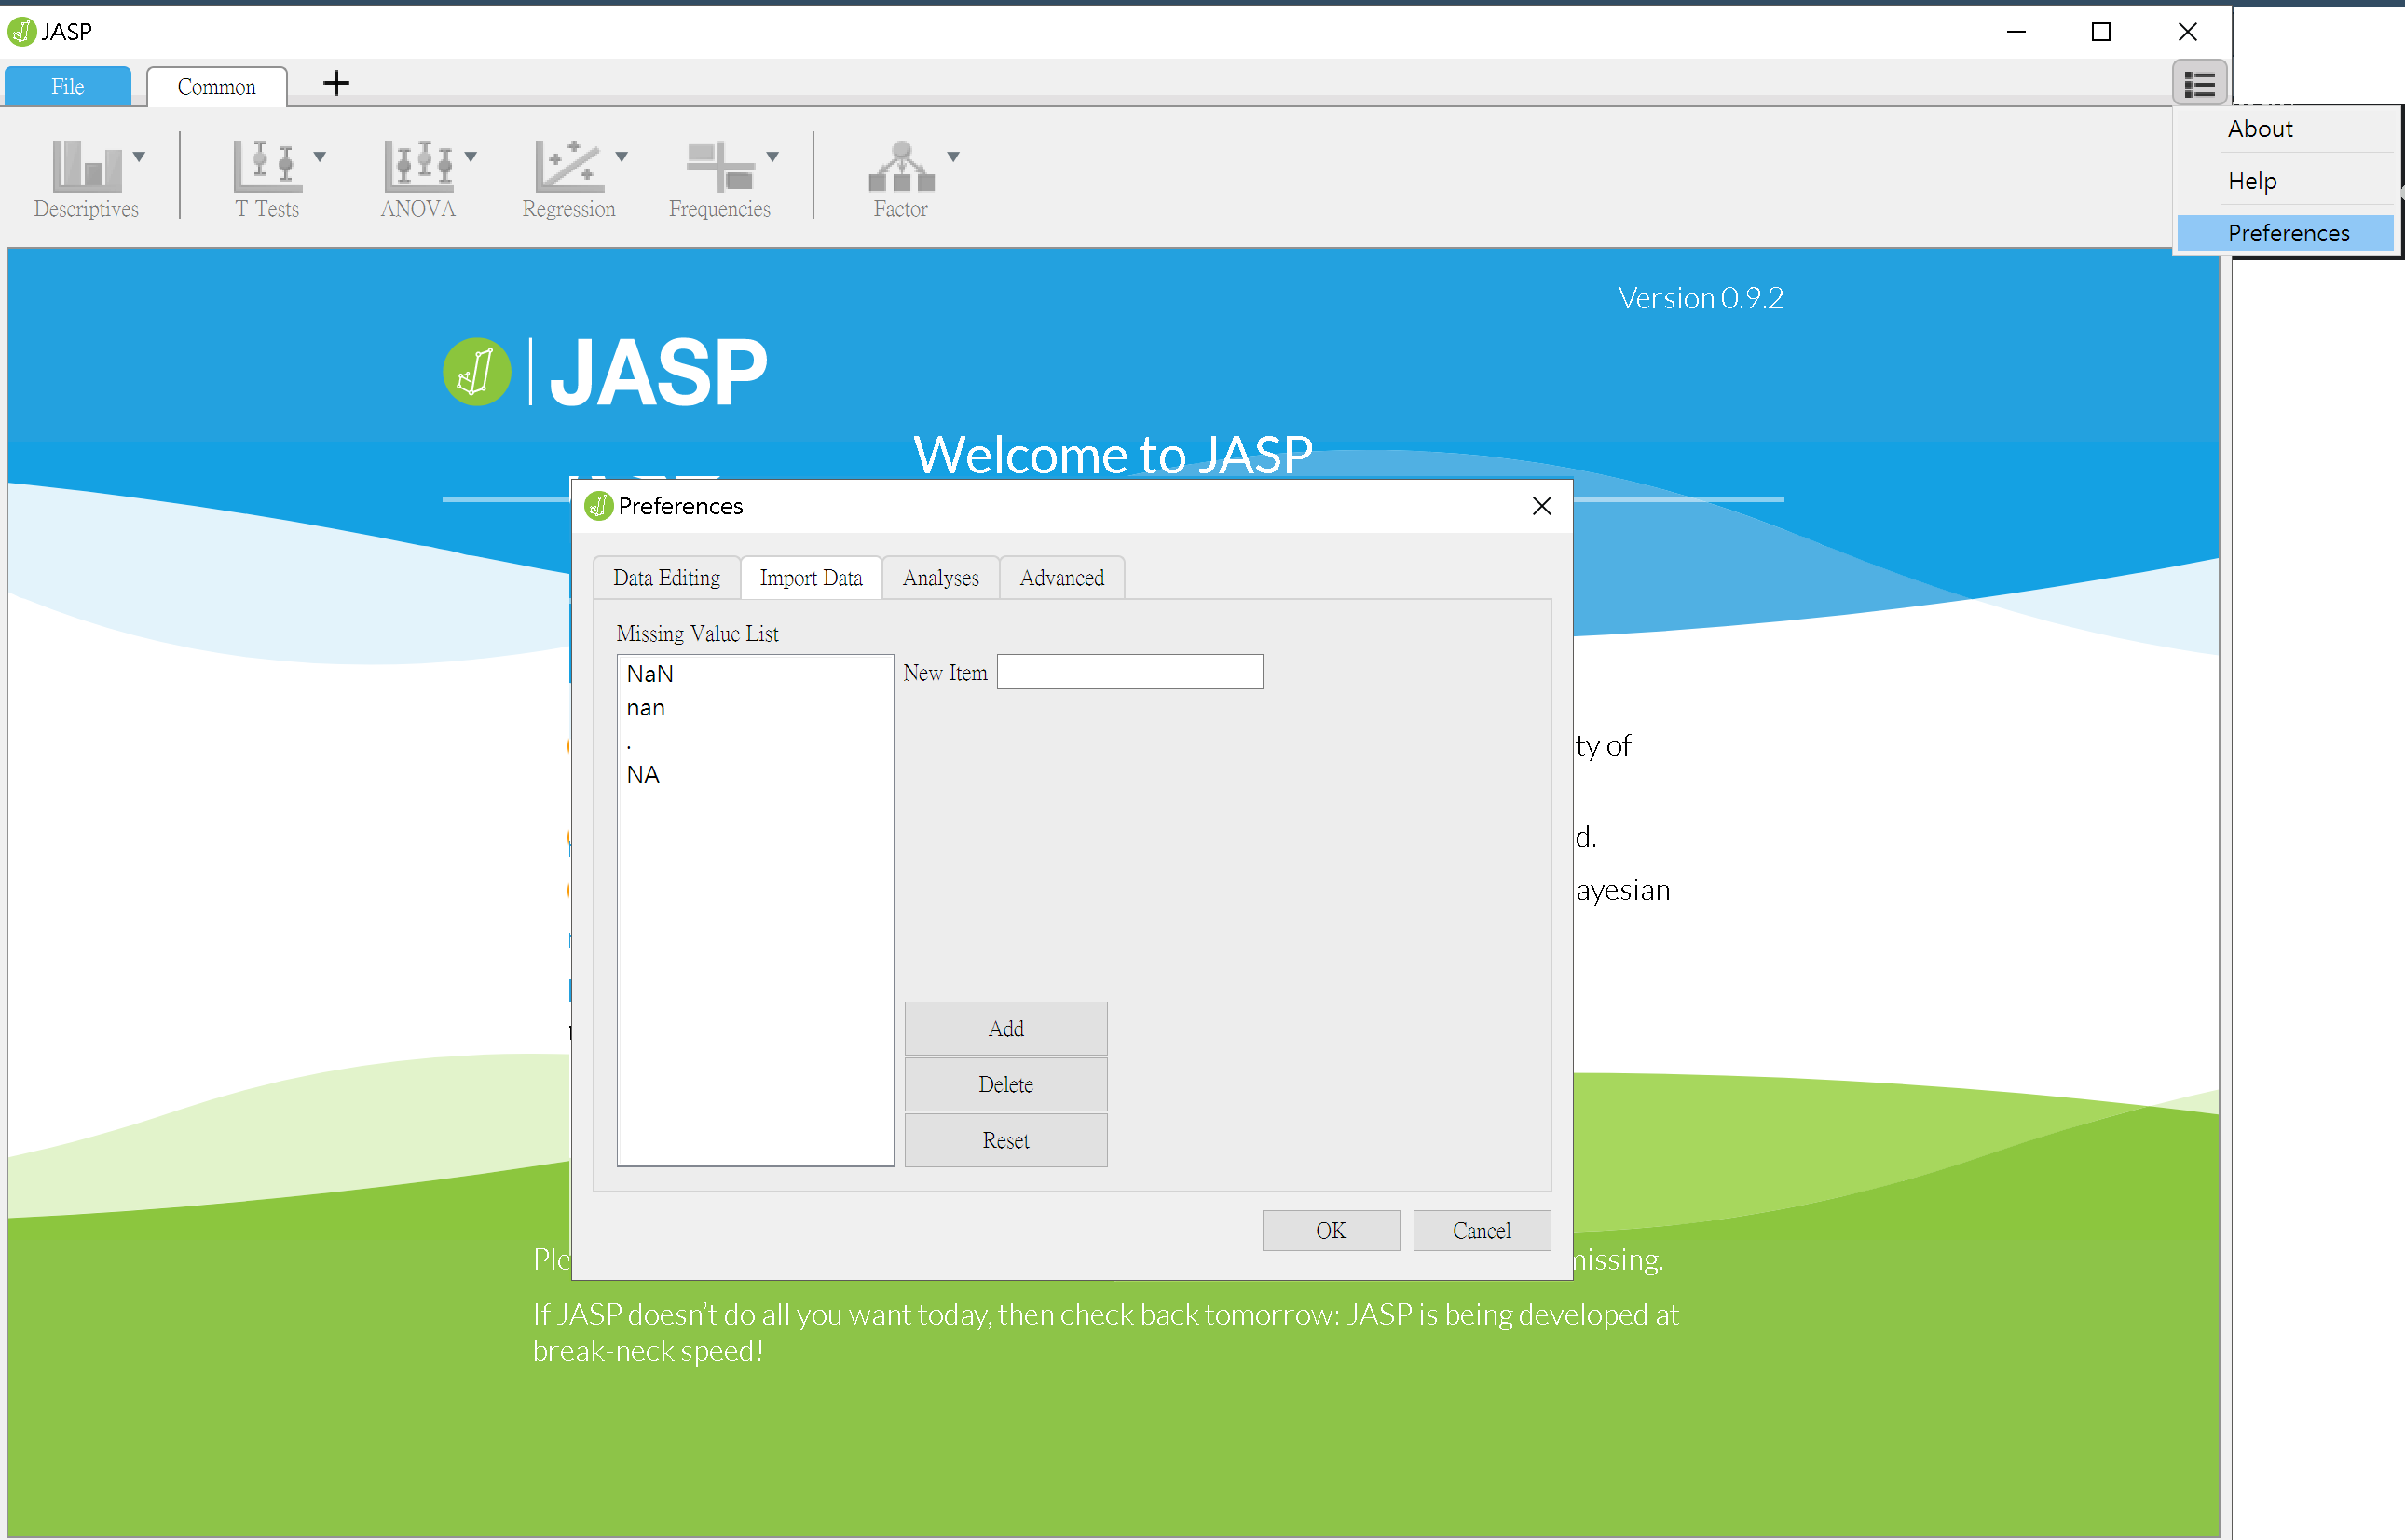 JASP
File
Common
About
Help
Preferences
Descriptives
T-Tests
ANOVA
Regression
Frequencies
Factor
Version 0.9.2
JASP
Welcome to JASP
Preferences
Data Editing
Import Data
Analyses
Advanced
Missing Value List
NaN
nan
.
NA
New Item
Add
Delete
Reset
OK
Cancel
ty of
d.
ayesian
Ple
missing.
If JASP doesn’t do all you want today, then check back tomorrow: JASP is being developed at
break-neck speed!